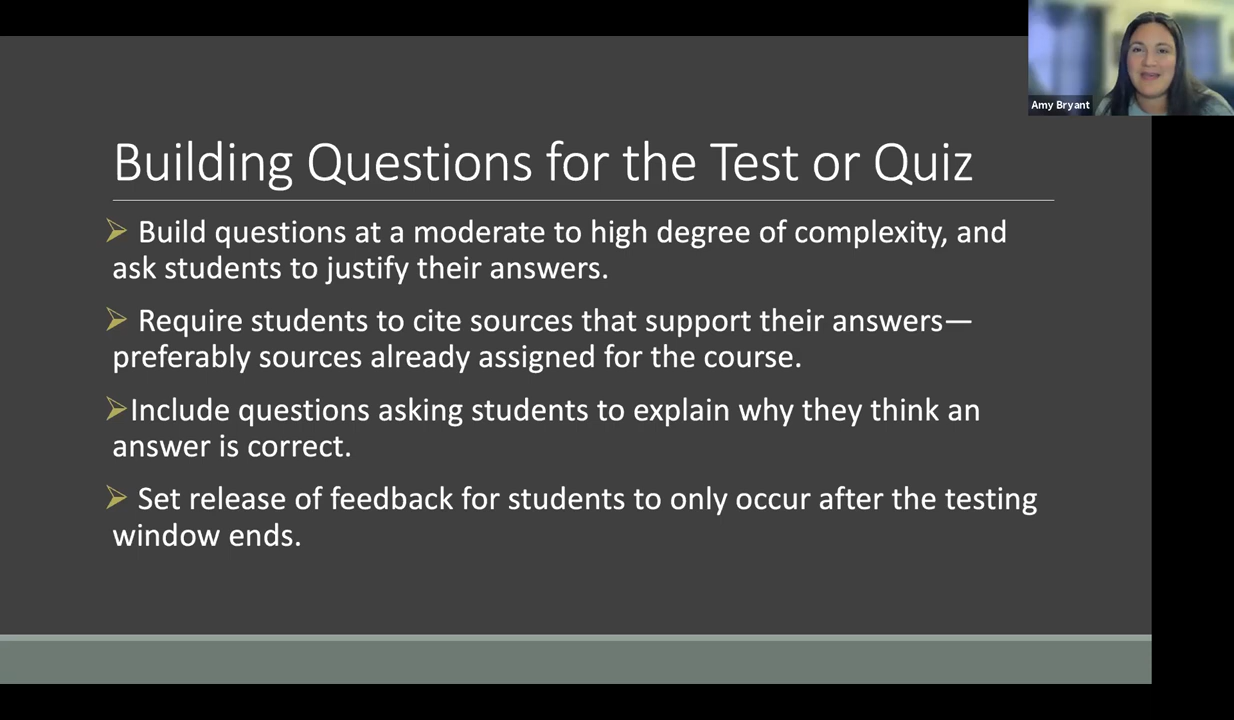 Amy Bryant
Building Questions for the Test or Quiz
➢ Build questions at a moderate to high degree of complexity, and
ask students to justify their answers.
➢ Require students to cite sources that support their answers—
preferably sources already assigned for the course.
➢Include questions asking students to explain why they think an
answer is correct.
➢ Set release of feedback for students to only occur after the testing
window ends.